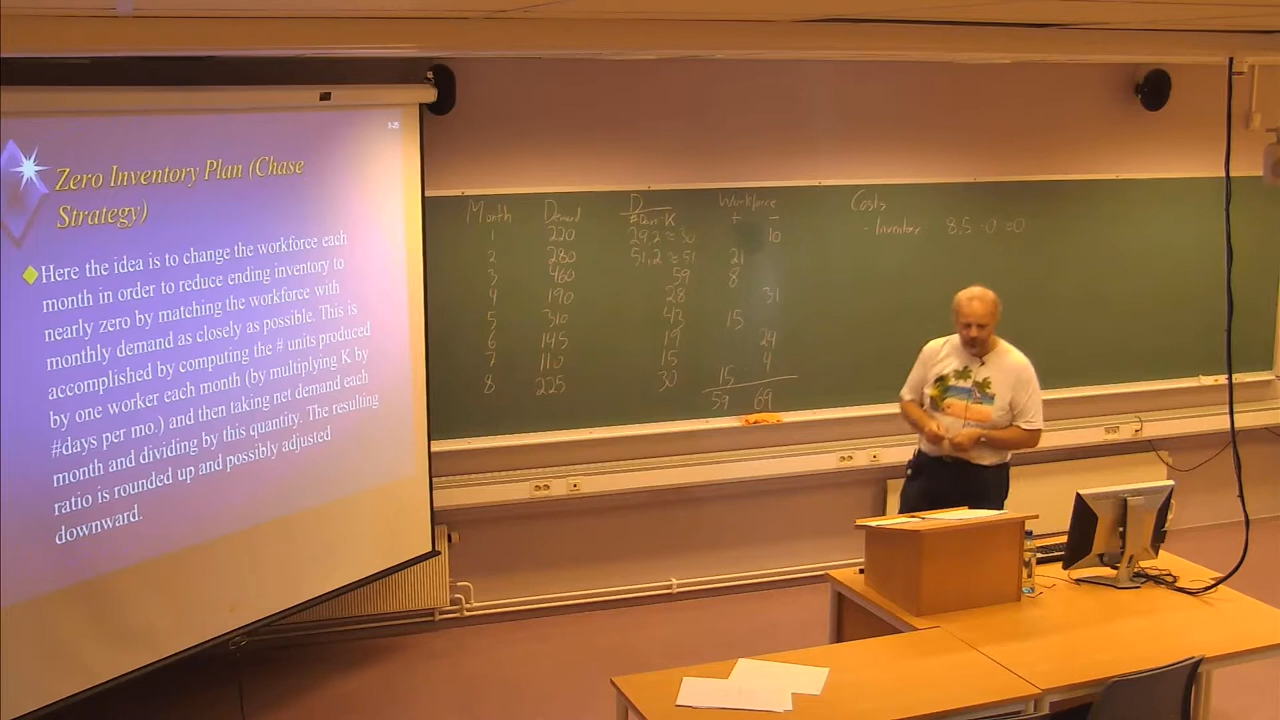 8-25
Zero Inventory Plan (Chase
Strategy)
Here the idea is to change the workforce each
month in order to reduce ending inventory to
nearly zero by matching the workforce with
monthly demand as closely as possible. This is
accomplished by computing the # units produced
by one worker each month (by multiplying K by
#days per mo.) and then taking net demand each
month and dividing by this quantity. The resulting
ratio is rounded up and possibly adjusted
downward.
Month Demand D Workforce
#Days·K + −
1 220 29,2 ≈ 30 10
2 280 51,2 ≈ 51 21
3 460 59 8
4 190 28 31
5 310 43 15
6 145 19 24
7 110 15 4
8 225 30 15
59 69
Costs
- Inventory: 8,5 · 0 = 0